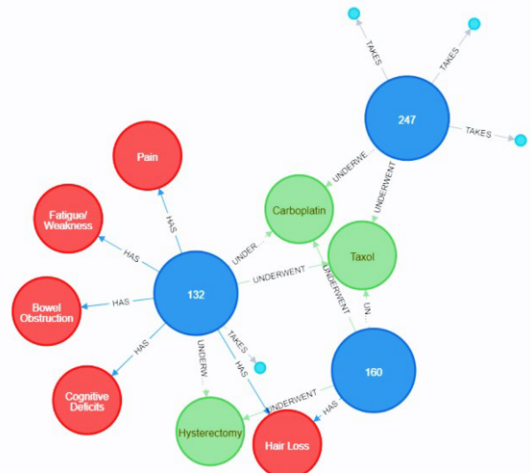 TAKES
TAKES
TAKES
247
UNDERWE
UNDERWENT
Pain
Carboplatin
Fatigue/
Weakness
HAS
HAS
UNDER
Taxol
UNDERWENT
132
HAS
Bowel
Obstruction
UNDERWENT
UN.
HAS
TAKES
HAS
UNDERW
160
Cognitive
Deficits
UNDERWENT
HAS
Hysterectomy
Hair Loss